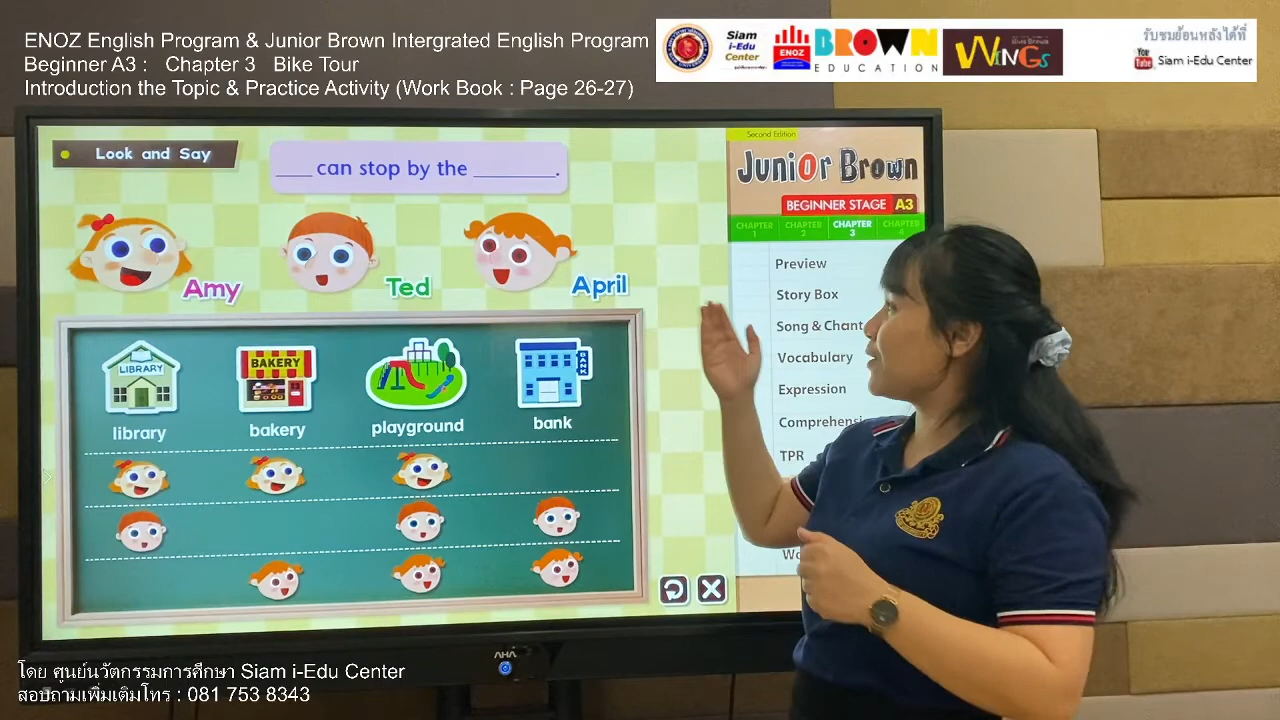 ENOZ English Program & Junior Brown Intergrated English Program
Beginner A3 : Chapter 3 Bike Tour
Introduction the Topic & Practice Activity (Work Book : Page 26-27)
Siam
i-Edu
Center
ENOZ
BROWN
EDUCATION
WINGS
รับชมย้อนหลังได้ที่
You Tube Siam i-Edu Center
Look and Say
____ can stop by the ________.
Amy
Ted
April
LIBRARY
BAKERY
BANK
library
bakery
playground
bank
Second Edition
Junior Brown
BEGINNER STAGE A3
CHAPTER 1
CHAPTER 2
CHAPTER 3
CHAPTER 4
Preview
Story Box
Song & Chant
Vocabulary
Expression
Comprehensi
TPR
Wo
AHA
โดย ศูนย์นวัตกรรมการศึกษา Siam i-Edu Center
สอบถามเพิ่มเติมโทร : 081 753 8343